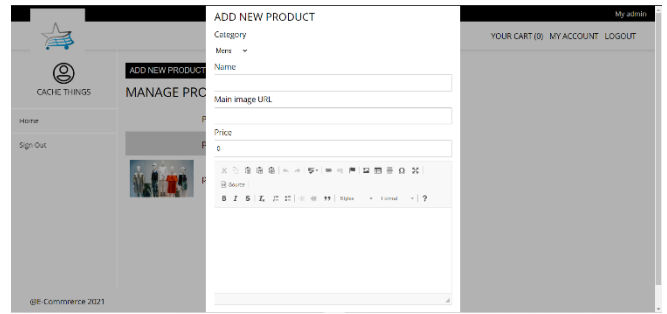 My admin
YOUR CART (0) MY ACCOUNT LOGOUT
CACHE THINGS
Home
Sign Out
@E-Commrerce 2021
ADD NEW PRODUCT
MANAGE PRO
P
p
p
ADD NEW PRODUCT
Category
Mens
Name
Main image URL
Price
0
Source
B I S Ix Styles Format ?